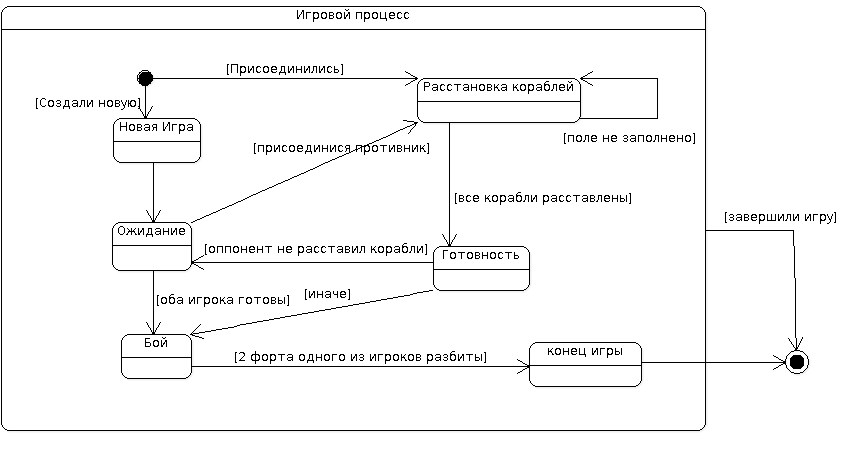 Игровой процесс
[Присоединились]
Расстановка кораблей
[Создали новую]
Новая Игра
[поле не заполнено]
[присоединися противник]
[все корабли расставлены]
[завершили игру]
Ожидание
[оппонент не расставил корабли]
Готовность
[оба игрока готовы]
[иначе]
Бой
[2 форта одного из игроков разбиты]
конец игры